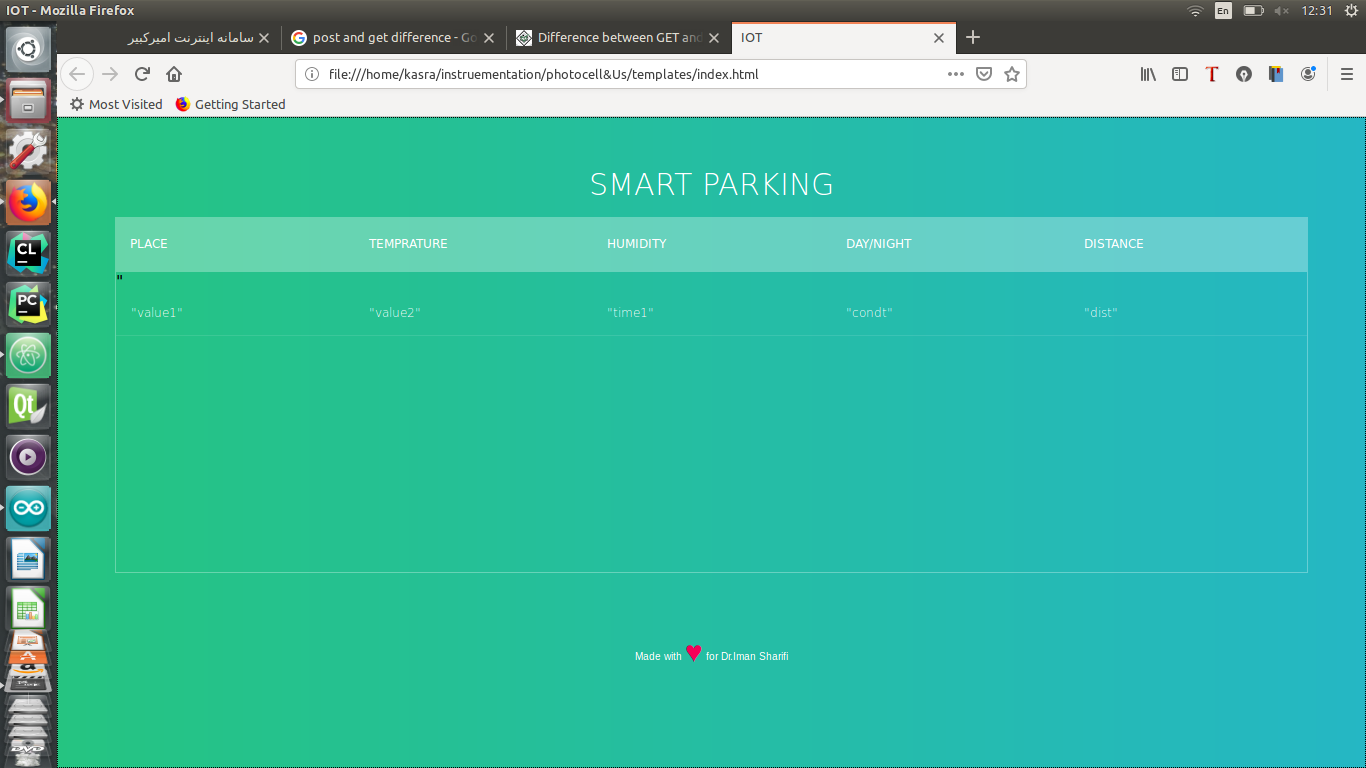 IOT - Mozilla Firefox
En
12:31
سامانه اینترنت امیرکبیر
post and get difference - Go
Difference between GET and
IOT
file:///home/kasra/instruementation/photocell&Us/templates/index.html
Most Visited
Getting Started
SMART PARKING
PLACE TEMPRATURE HUMIDITY DAY/NIGHT DISTANCE
"
"value1" "value2" "time1" "condt" "dist"
Made with ♥ for Dr.Iman Sharifi
CL
PC
Qt